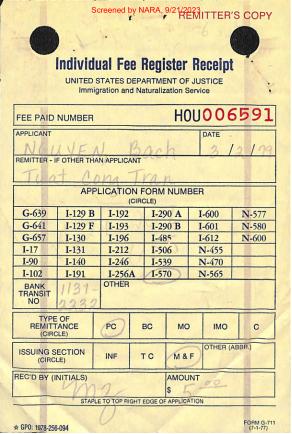 Screened by NARA, 9/21/2023
REMITTER'S COPY
Individual Fee Register Receipt
UNITED STATES DEPARTMENT OF JUSTICE
Immigration and Naturalization Service
FEE PAID NUMBER HOU006591
APPLICANT DATE
NGUYEN Bach 3/2/79
REMITTER - IF OTHER THAN APPLICANT
Tuat Cong Tran
APPLICATION FORM NUMBER
(CIRCLE)
G-639 I-129 B I-192 I-290 A I-600 N-577
G-641 I-129 F I-193 I-290 B I-601 N-580
G-657 I-130 I-196 I-485 I-612 N-600
I-17 I-131 I-212 I-506 N-455
I-90 I-140 I-246 I-539 N-470
I-102 I-191 I-256A I-570 N-565
BANK TRANSIT NO 1131-2232 OTHER
TYPE OF REMITTANCE (CIRCLE) PC BC MO IMO C
ISSUING SECTION (CIRCLE) INF T C M & F OTHER (ABBR.)
REC'D BY (INITIALS) AMOUNT
$ 5.00
STAPLE TO TOP RIGHT EDGE OF APPLICATION
☆ GPO: 1978-256-094
FORM G-711
(7-1-77)